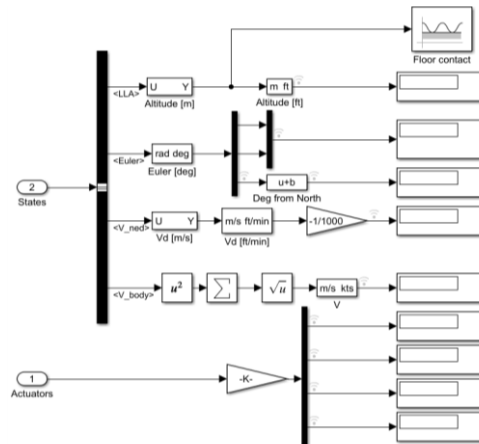 Floor contact
<LLA>
U Y
Altitude [m]
m ft
Altitude [ft]
<Euler>
rad deg
Euler [deg]
u+b
Deg from North
2
States
<V_ned>
U Y
Vd [m/s]
m/s ft/min
Vd [ft/min]
-1/1000
<V_body>
u²
∑
√u
m/s kts
V
1
Actuators
-K-